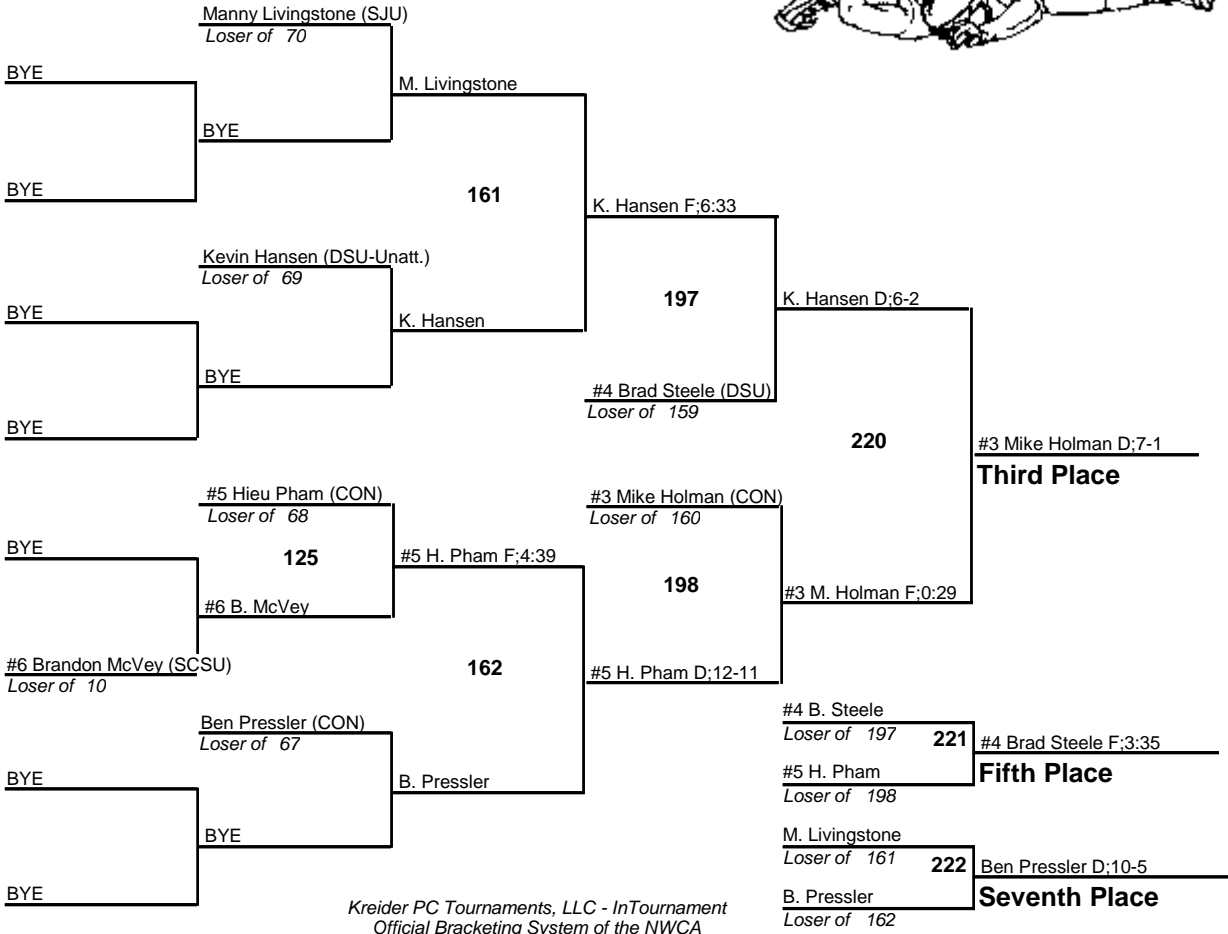 Manny Livingstone (SJU)
Loser of 70
BYE
M. Livingstone
BYE
BYE
161
K. Hansen F;6:33
Kevin Hansen (DSU-Unatt.)
Loser of 69
197
K. Hansen D;6-2
BYE
K. Hansen
BYE
#4 Brad Steele (DSU)
Loser of 159
BYE
220
#3 Mike Holman D;7-1
Third Place
#5 Hieu Pham (CON)
Loser of 68
#3 Mike Holman (CON)
Loser of 160
BYE
125
#5 H. Pham F;4:39
198
#3 M. Holman F;0:29
#6 B. McVey
#6 Brandon McVey (SCSU)
Loser of 10
162
#5 H. Pham D;12-11
Ben Pressler (CON)
Loser of 67
#4 B. Steele
Loser of 197
221
#4 Brad Steele F;3:35
Fifth Place
#5 H. Pham
Loser of 198
BYE
B. Pressler
BYE
M. Livingstone
Loser of 161
222
Ben Pressler D;10-5
Seventh Place
B. Pressler
Loser of 162
BYE
Kreider PC Tournaments, LLC - InTournament
Official Bracketing System of the NWCA